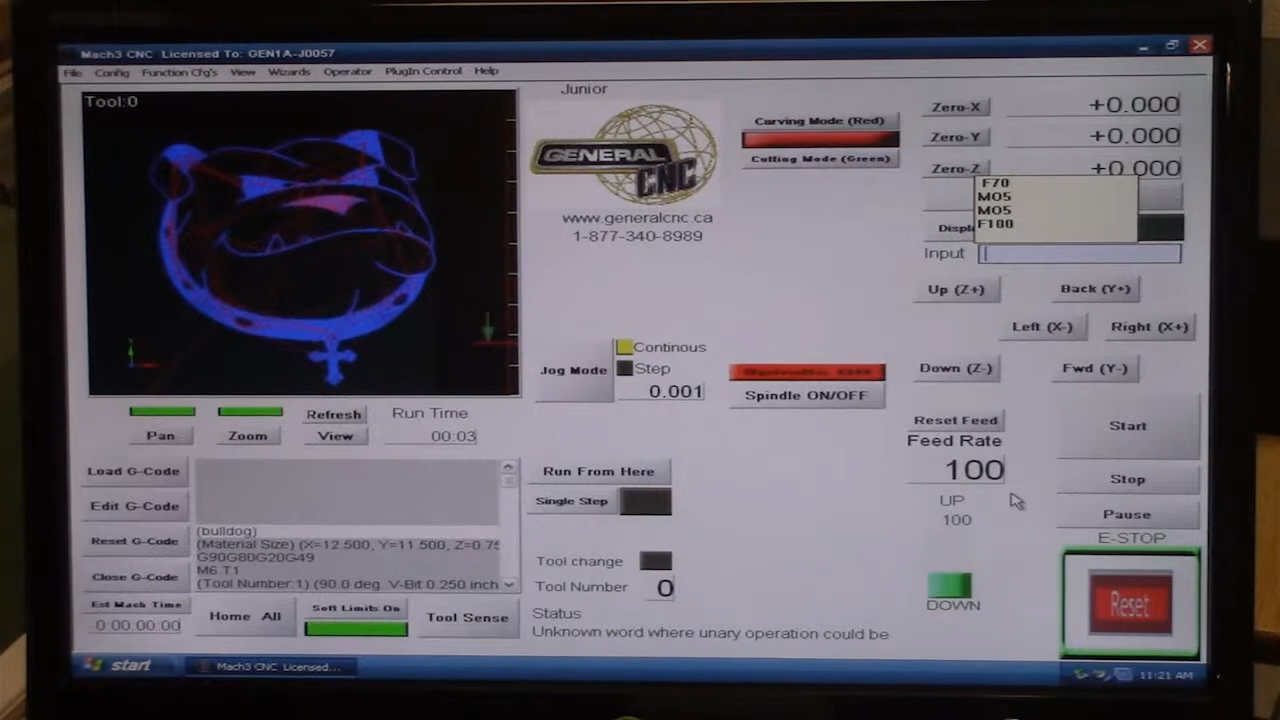 Mach3 CNC Licensed To: GEN1A-J0057
File Config Function Cfg's View Wizards Operator PlugIn Control Help
Tool:0
Junior
GENERAL
CNC
www.generalcnc.ca
1-877-340-8989
Carving Mode (Red)
Cutting Mode (Green)
Zero-X +0.000
Zero-Y +0.000
Zero-Z +0.000
F70
M05
M05
F100
Displ
Input
Up (Z+) Back (Y+)
Left (X-) Right (X+)
Down (Z-) Fwd (Y-)
Jog Mode
Continous
Step
0.001
Spindle ON/OFF
Reset Feed
Feed Rate
100
UP
100
DOWN
Start
Stop
Pause
E-STOP
Reset
Pan Zoom
Refresh
View
Run Time
00:03
Load G-Code
Edit G-Code
Reset G-Code
Close G-Code
Est Mach Time
0:00:00:00
(bulldog)
(Material Size) (X=12.500, Y=11.500, Z=0.75
G90G80G20G49
M6 T1
(Tool Number:1) (90.0 deg. V-Bit 0.250 inch
Run From Here
Single Step
Tool change
Tool Number 0
Home All
Soft Limits On
Tool Sense
Status
Unknown word where unary operation could be
start
Mach3 CNC Licensed...
11:21 AM